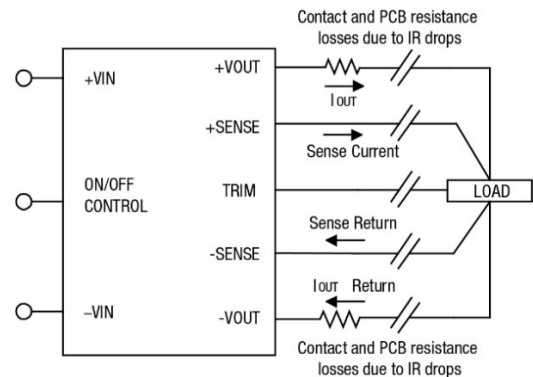 Contact and PCB resistance
losses due to IR drops
+VOUT
+VIN
IOUT
+SENSE
Sense Current
ON/OFF
CONTROL
TRIM
LOAD
Sense Return
-SENSE
IOUT Return
–VIN
-VOUT
Contact and PCB resistance
losses due to IR drops